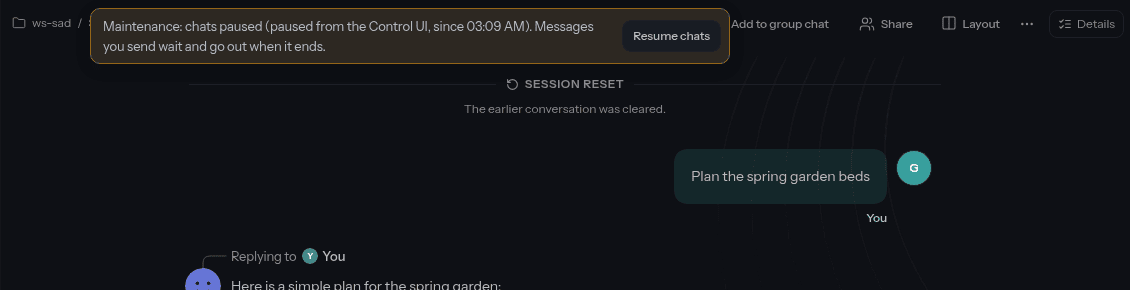 ws-sad /
Maintenance: chats paused (paused from the Control UI, since 03:09 AM). Messages
you send wait and go out when it ends.
Resume chats
Add to group chat
Share
Layout
Details
SESSION RESET
The earlier conversation was cleared.
Plan the spring garden beds
G
You
Replying to Y You
Here is a simple plan for the spring garden: